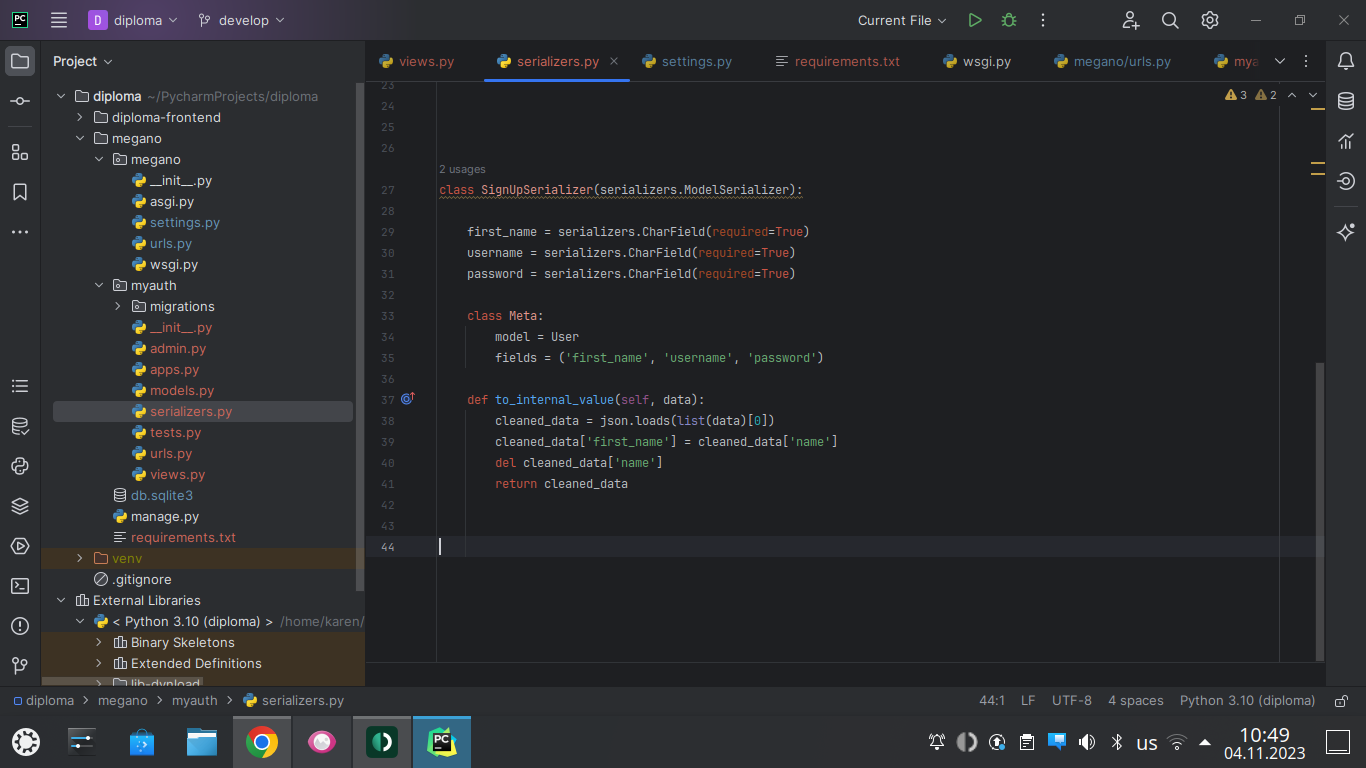 PC
D diploma develop Current File
Project
views.py serializers.py settings.py requirements.txt wsgi.py megano/urls.py mya
diploma ~/PycharmProjects/diploma
diploma-frontend
megano
megano
__init__.py
asgi.py
settings.py
urls.py
wsgi.py
myauth
migrations
__init__.py
admin.py
apps.py
models.py
serializers.py
tests.py
urls.py
views.py
db.sqlite3
manage.py
requirements.txt
venv
.gitignore
External Libraries
< Python 3.10 (diploma) > /home/karen/
Binary Skeletons
Extended Definitions
lib-dynload
3 2
23
24
25
26
2 usages
27 class SignUpSerializer(serializers.ModelSerializer):
28
29 first_name = serializers.CharField(required=True)
30 username = serializers.CharField(required=True)
31 password = serializers.CharField(required=True)
32
33 class Meta:
34 model = User
35 fields = ('first_name', 'username', 'password')
36
37 def to_internal_value(self, data):
38 cleaned_data = json.loads(list(data)[0])
39 cleaned_data['first_name'] = cleaned_data['name']
40 del cleaned_data['name']
41 return cleaned_data
42
43
44
diploma > megano > myauth > serializers.py 44:1 LF UTF-8 4 spaces Python 3.10 (diploma)
PC
us
10:49
04.11.2023